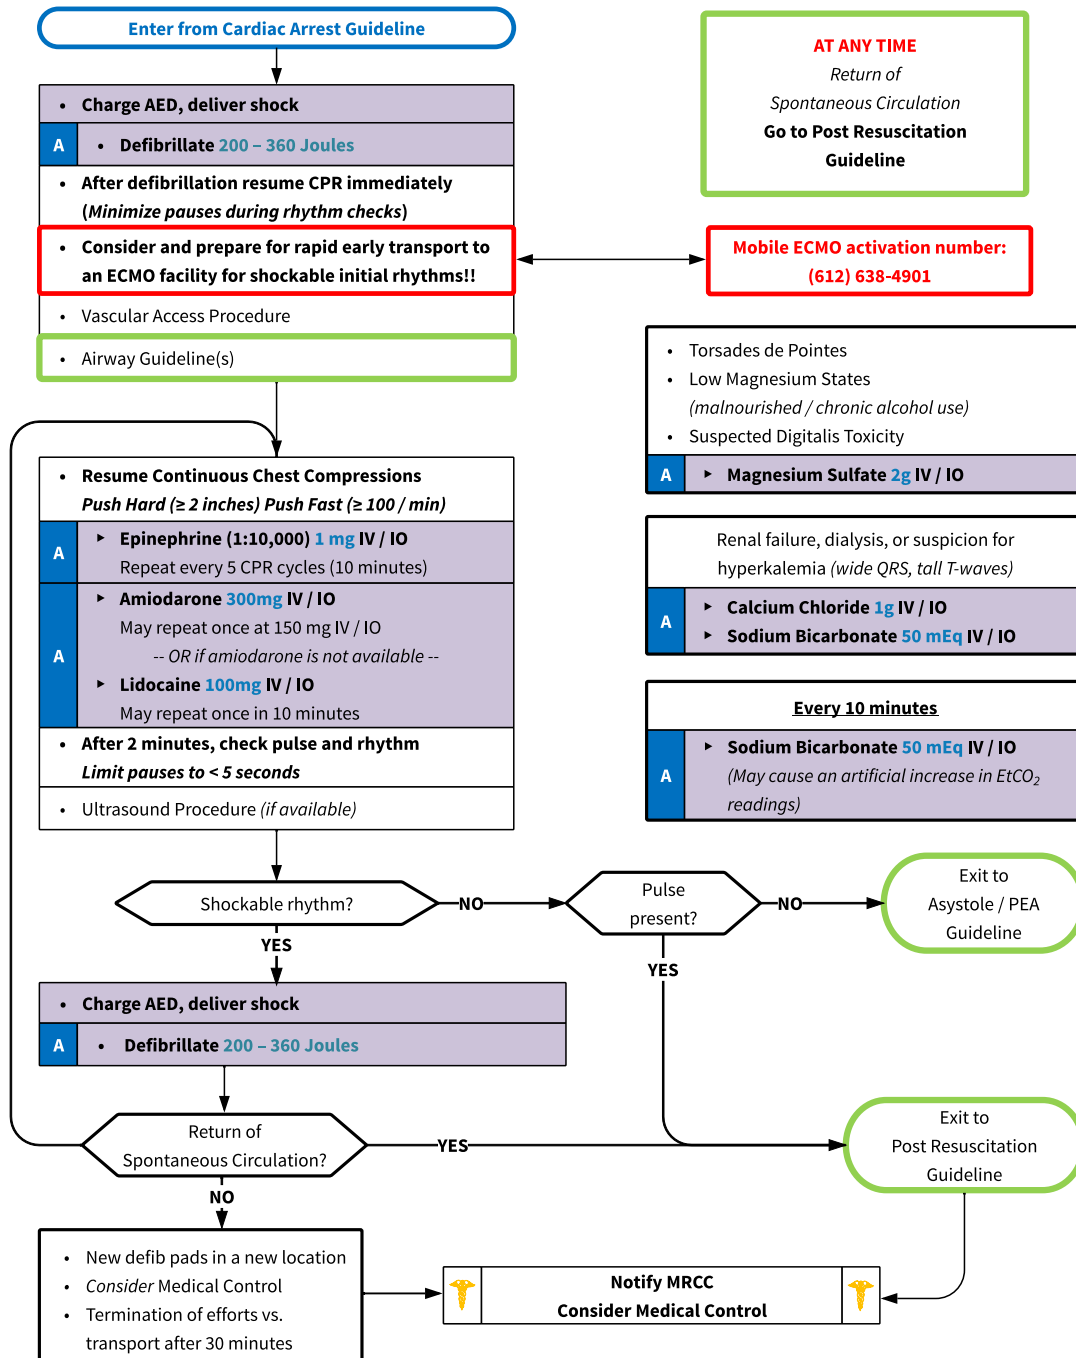 Enter from Cardiac Arrest Guideline
• Charge AED, deliver shock
A
• Defibrillate 200 – 360 Joules
• After defibrillation resume CPR immediately
(Minimize pauses during rhythm checks)
• Consider and prepare for rapid early transport to
an ECMO facility for shockable initial rhythms!!
• Vascular Access Procedure
• Airway Guideline(s)
AT ANY TIME
Return of
Spontaneous Circulation
Go to Post Resuscitation
Guideline
Mobile ECMO activation number:
(612) 638-4901
• Torsades de Pointes
• Low Magnesium States
(malnourished / chronic alcohol use)
• Suspected Digitalis Toxicity
A
▸ Magnesium Sulfate 2g IV / IO
Renal failure, dialysis, or suspicion for
hyperkalemia (wide QRS, tall T-waves)
A
▸ Calcium Chloride 1g IV / IO
▸ Sodium Bicarbonate 50 mEq IV / IO
Every 10 minutes
A
▸ Sodium Bicarbonate 50 mEq IV / IO
(May cause an artificial increase in EtCO₂
readings)
• Resume Continuous Chest Compressions
Push Hard (≥ 2 inches) Push Fast (≥ 100 / min)
A
▸ Epinephrine (1:10,000) 1 mg IV / IO
Repeat every 5 CPR cycles (10 minutes)
A
▸ Amiodarone 300mg IV / IO
May repeat once at 150 mg IV / IO
-- OR if amiodarone is not available --
▸ Lidocaine 100mg IV / IO
May repeat once in 10 minutes
• After 2 minutes, check pulse and rhythm
Limit pauses to < 5 seconds
• Ultrasound Procedure (if available)
Shockable rhythm?
NO
Pulse
present?
NO
Exit to
Asystole / PEA
Guideline
YES
YES
• Charge AED, deliver shock
A
• Defibrillate 200 – 360 Joules
Return of
Spontaneous Circulation?
YES
Exit to
Post Resuscitation
Guideline
NO
• New defib pads in a new location
• Consider Medical Control
• Termination of efforts vs.
transport after 30 minutes
Notify MRCC
Consider Medical Control